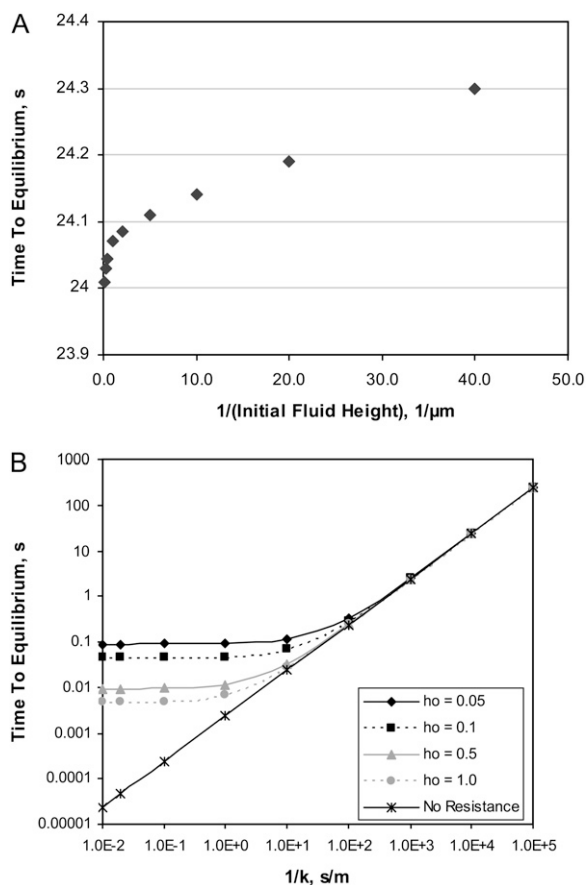 A
Time To Equilibrium, s
24.4
24.3
24.2
24.1
24
23.9
0.0 10.0 20.0 30.0 40.0 50.0
1/(Initial Fluid Height), 1/µm
B
Time To Equilibrium, s
1000
100
10
1
0.1
0.01
0.001
0.0001
0.00001
ho = 0.05
ho = 0.1
ho = 0.5
ho = 1.0
No Resistance
1.0E-2 1.0E-1 1.0E+0 1.0E+1 1.0E+2 1.0E+3 1.0E+4 1.0E+5
1/k, s/m